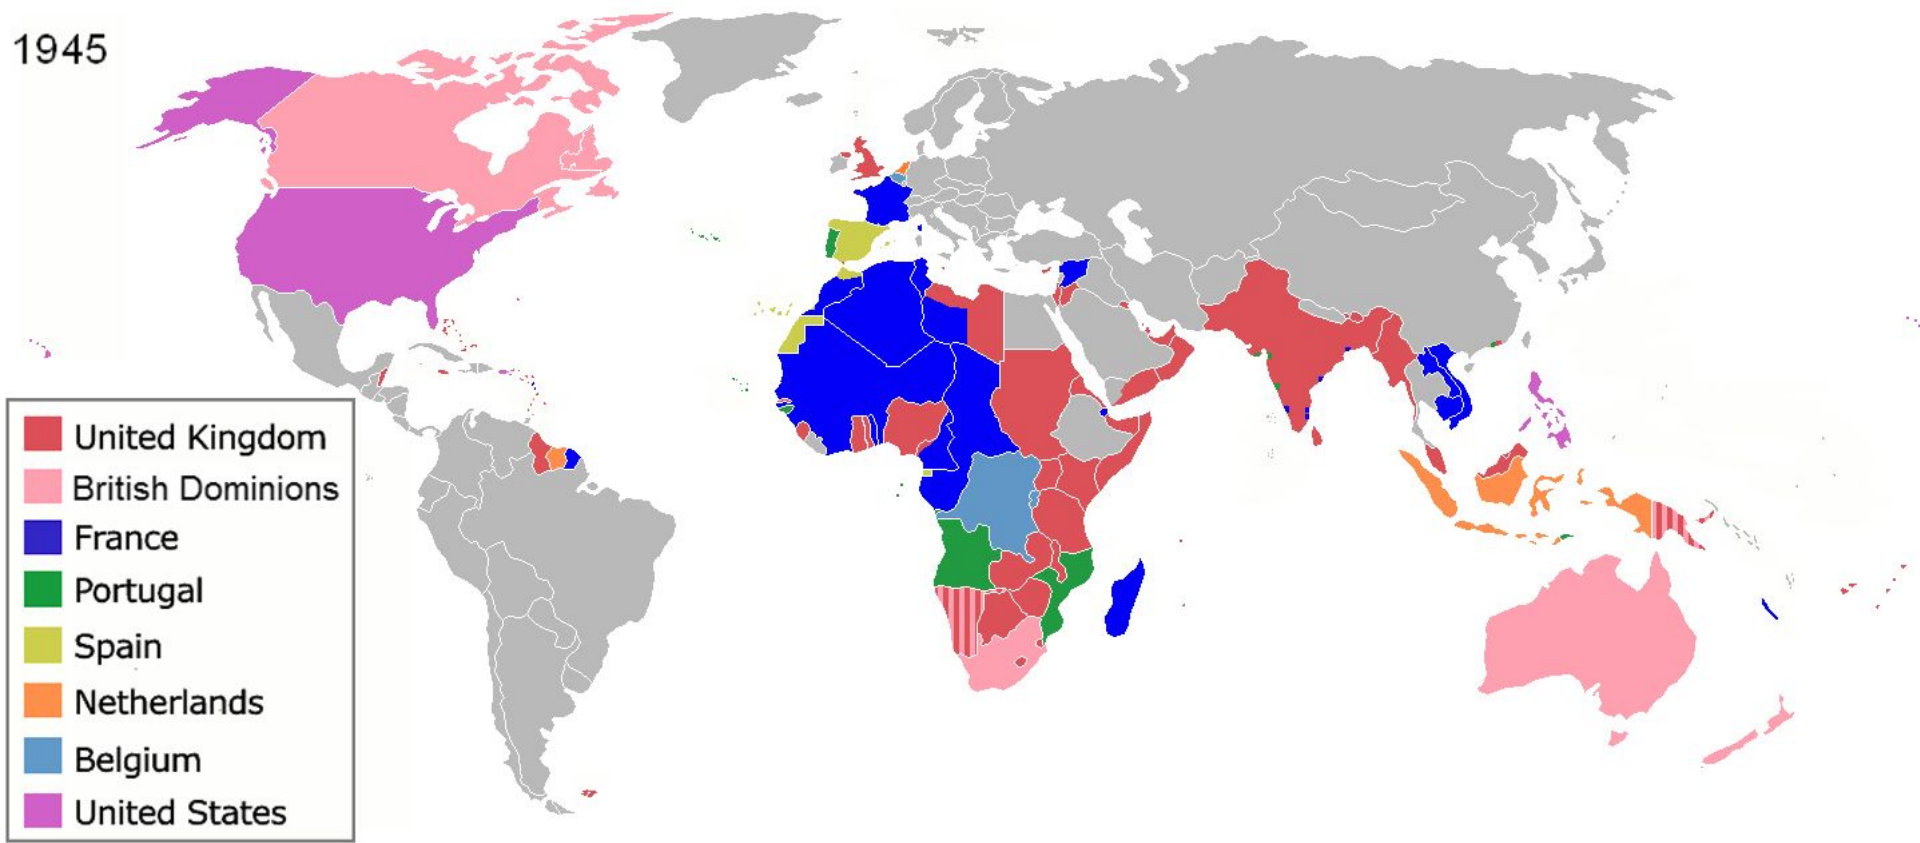 1945
United Kingdom
British Dominions
France
Portugal
Spain
Netherlands
Belgium
United States